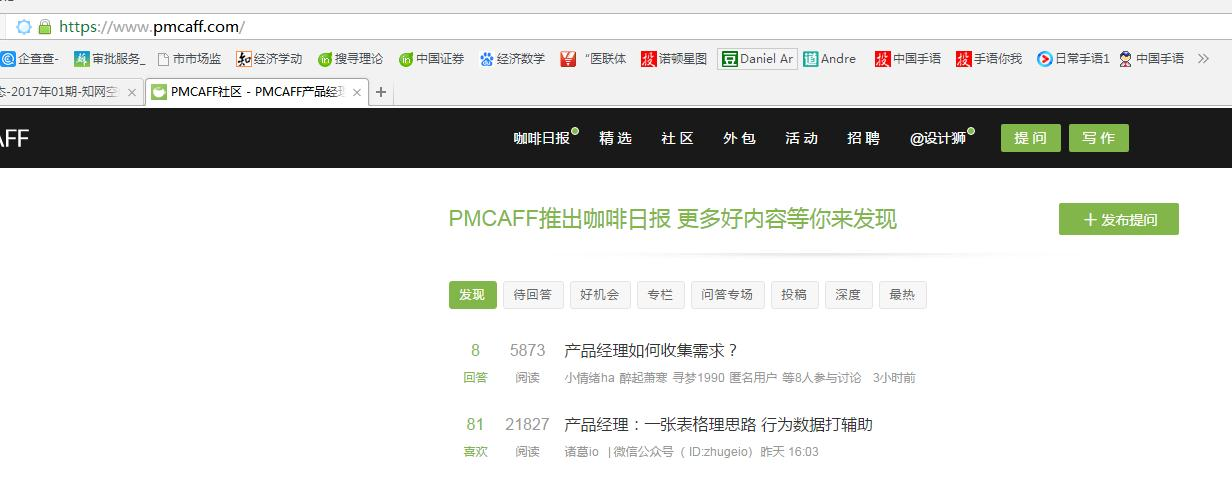 https://www.pmcaff.com/
企查查- 审批服务_ 市市场监 经济学动 搜寻理论 中国证券 经济数学 “医联体 诺顿星图 Daniel Ar Andre 中国手语 手语你我 日常手语1 中国手语
态-2017年01期-知网空 PMCAFF社区 - PMCAFF产品经理
AFF 咖啡日报 精选 社区 外包 活动 招聘 @设计狮 提问 写作
PMCAFF推出咖啡日报 更多好内容等你来发现 ＋发布提问
发现 待回答 好机会 专栏 问答专场 投稿 深度 最热
8 5873 产品经理如何收集需求？
回答 阅读 小情绪ha 醉起萧寒 寻梦1990 匿名用户 等8人参与讨论 3小时前
81 21827 产品经理：一张表格理思路 行为数据打辅助
喜欢 阅读 诸葛io | 微信公众号（ ID:zhugeio） 昨天 16:03